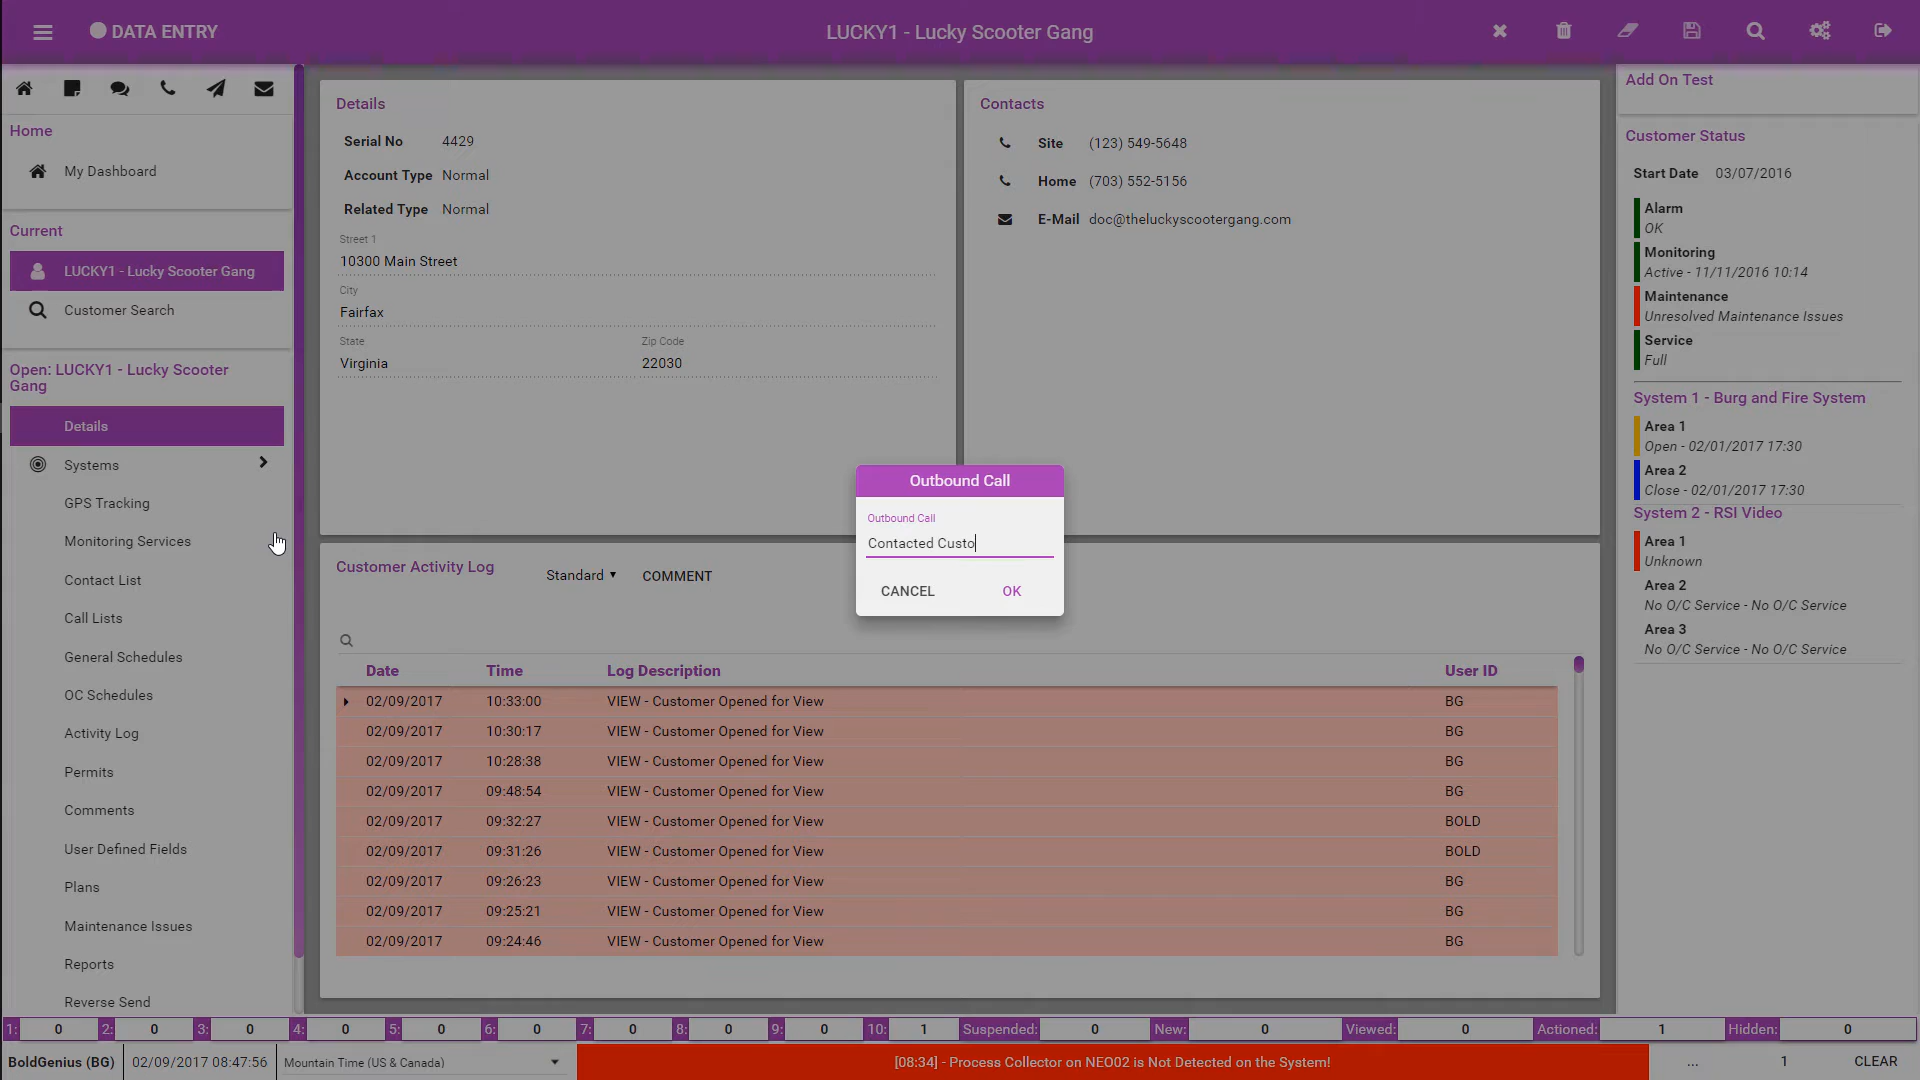 DATA ENTRY
LUCKY1 - Lucky Scooter Gang
Home
My Dashboard
Current
LUCKY1 - Lucky Scooter Gang
Customer Search
Open: LUCKY1 - Lucky Scooter
Gang
Details
Systems
GPS Tracking
Monitoring Services
Contact List
Call Lists
General Schedules
OC Schedules
Activity Log
Permits
Comments
User Defined Fields
Plans
Maintenance Issues
Reports
Reverse Send
Details
Serial No 4429
Account Type Normal
Related Type Normal
Street 1
10300 Main Street
City
Fairfax
State Zip Code
Virginia 22030
Contacts
Site (123) 549-5648
Home (703) 552-5156
E-Mail doc@theluckyscootergang.com
Outbound Call
Outbound Call
Contacted Custo
CANCEL OK
Customer Activity Log Standard COMMENT
Date Time Log Description User ID
02/09/2017 10:33:00 VIEW - Customer Opened for View BG
02/09/2017 10:30:17 VIEW - Customer Opened for View BG
02/09/2017 10:28:38 VIEW - Customer Opened for View BG
02/09/2017 09:48:54 VIEW - Customer Opened for View BG
02/09/2017 09:32:27 VIEW - Customer Opened for View BOLD
02/09/2017 09:31:26 VIEW - Customer Opened for View BOLD
02/09/2017 09:26:23 VIEW - Customer Opened for View BG
02/09/2017 09:25:21 VIEW - Customer Opened for View BG
02/09/2017 09:24:46 VIEW - Customer Opened for View BG
Add On Test
Customer Status
Start Date 03/07/2016
Alarm
OK
Monitoring
Active - 11/11/2016 10:14
Maintenance
Unresolved Maintenance Issues
Service
Full
System 1 - Burg and Fire System
Area 1
Open - 02/01/2017 17:30
Area 2
Close - 02/01/2017 17:30
System 2 - RSI Video
Area 1
Unknown
Area 2
No O/C Service - No O/C Service
Area 3
No O/C Service - No O/C Service
1: 0 2: 0 3: 0 4: 0 5: 0 6: 0 7: 0 8: 0 9: 0 10: 1 Suspended: 0 New: 0 Viewed: 0 Actioned: 1 Hidden: 0
BoldGenius (BG) 02/09/2017 08:47:56 Mountain Time (US & Canada) [08:34] - Process Collector on NEO02 is Not Detected on the System! ... 1 CLEAR